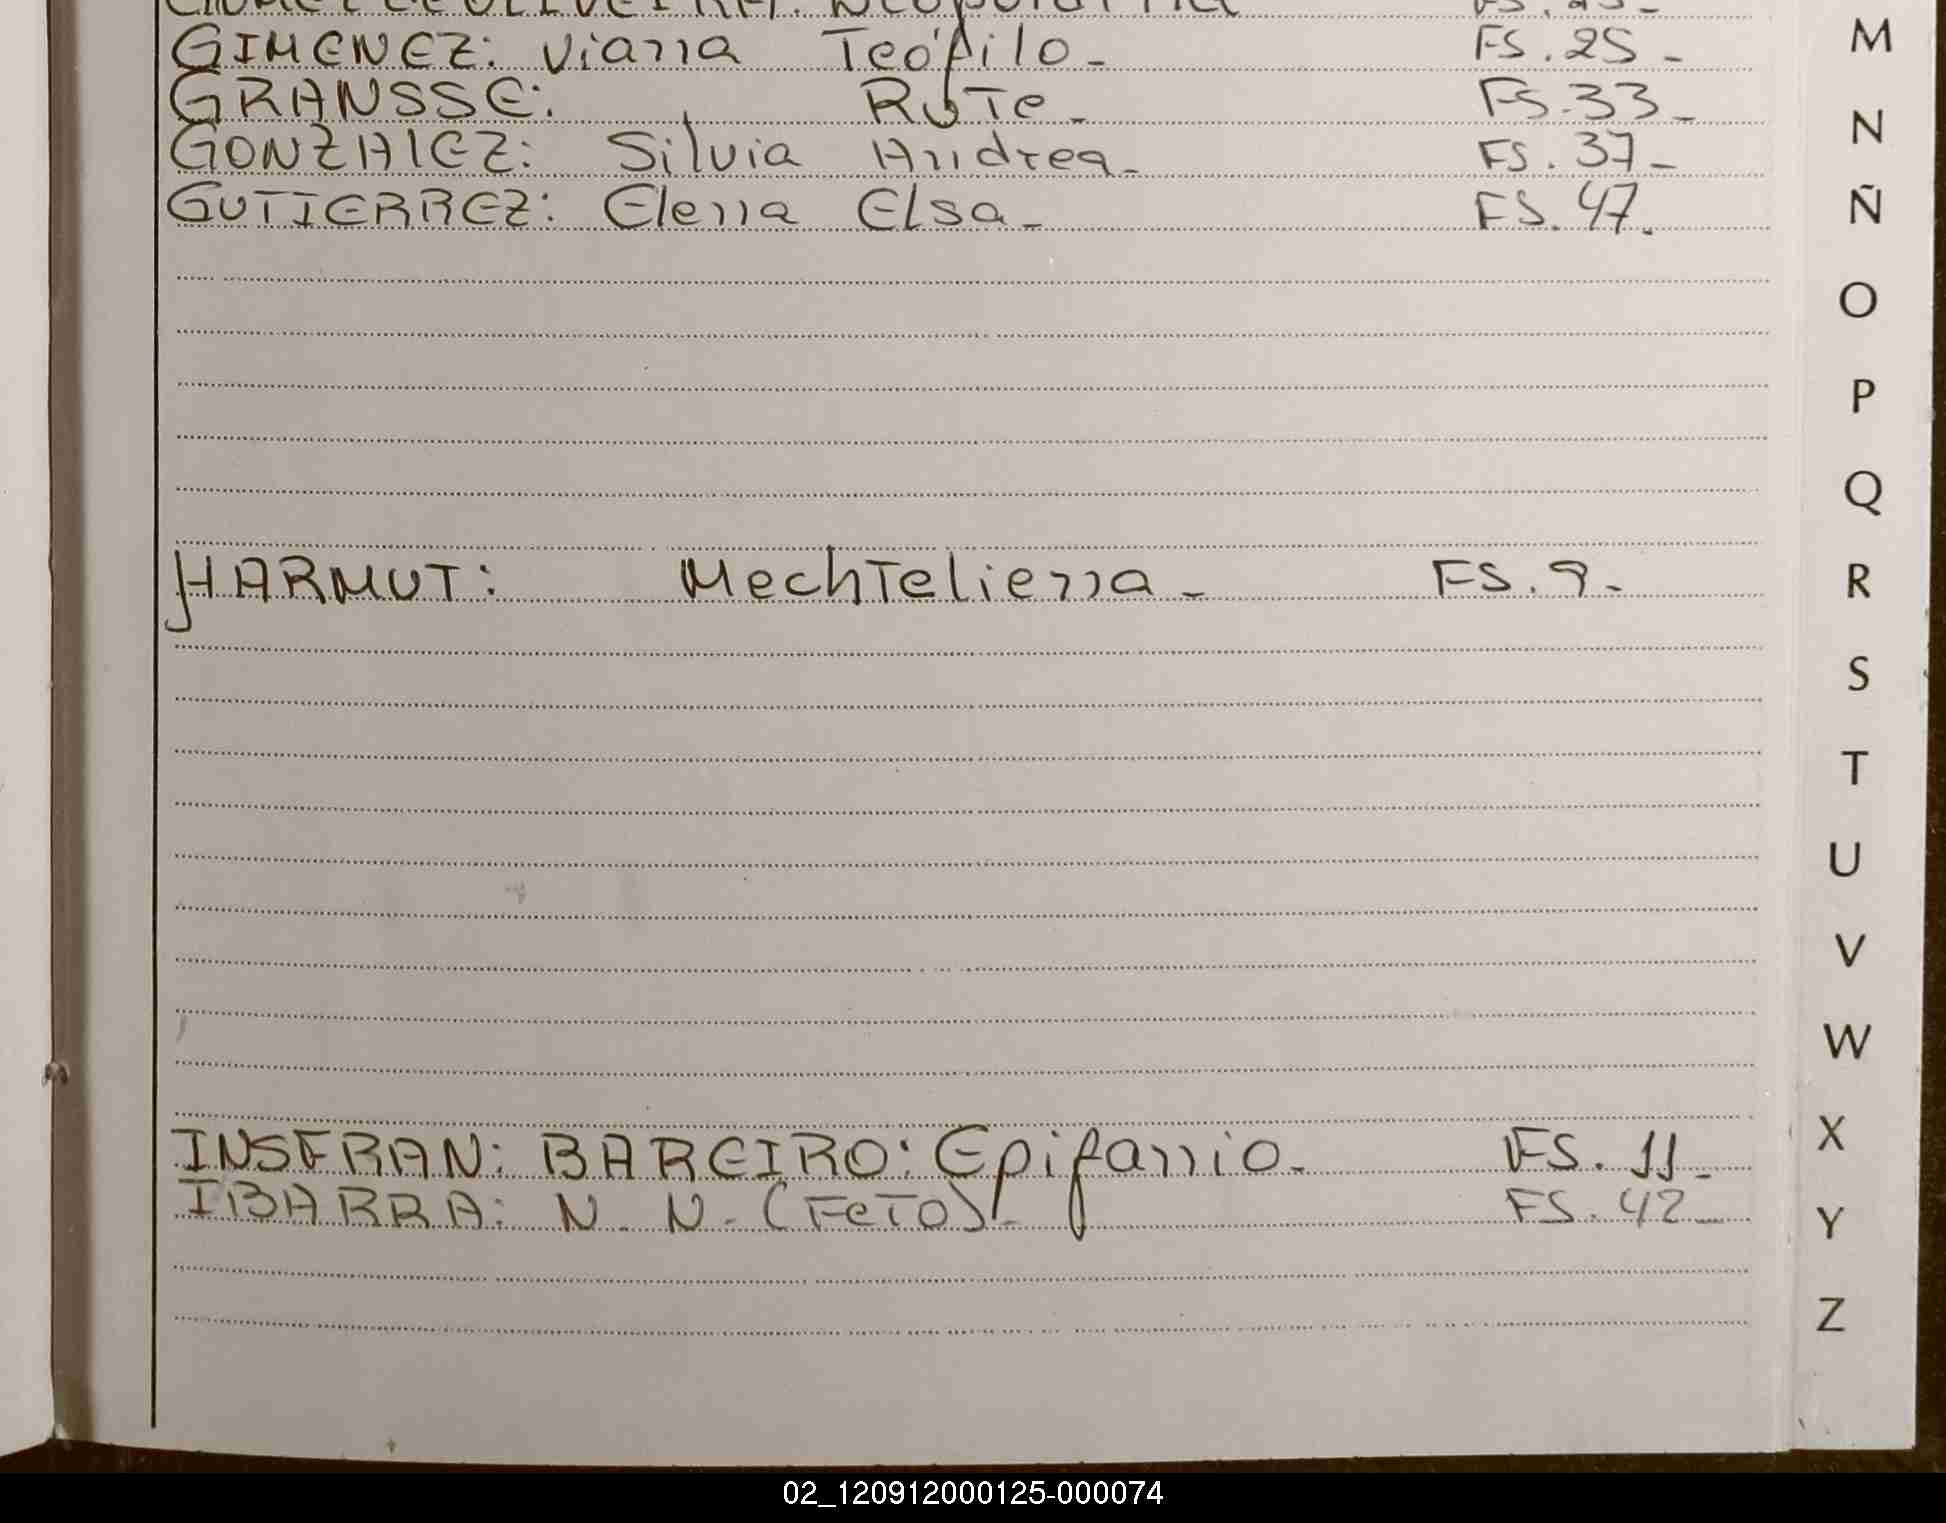 GIMENEZ: Viana Teófilo- FS.25-
GRANSSE: RUTe- FS.33-
GONZALEZ: Silvia Andrea- FS.37-
GUTIERREZ: Elena Elsa- FS.47.
HARMUT: MechTeliena- FS.9-
INSFRAN: BAREIRO: Epifanio- FS.11-
IBARRA: N. N. (FeTO)- FS.42-
M
N
Ñ
O
P
Q
R
S
T
U
V
W
X
Y
Z
02_120912000125-000074